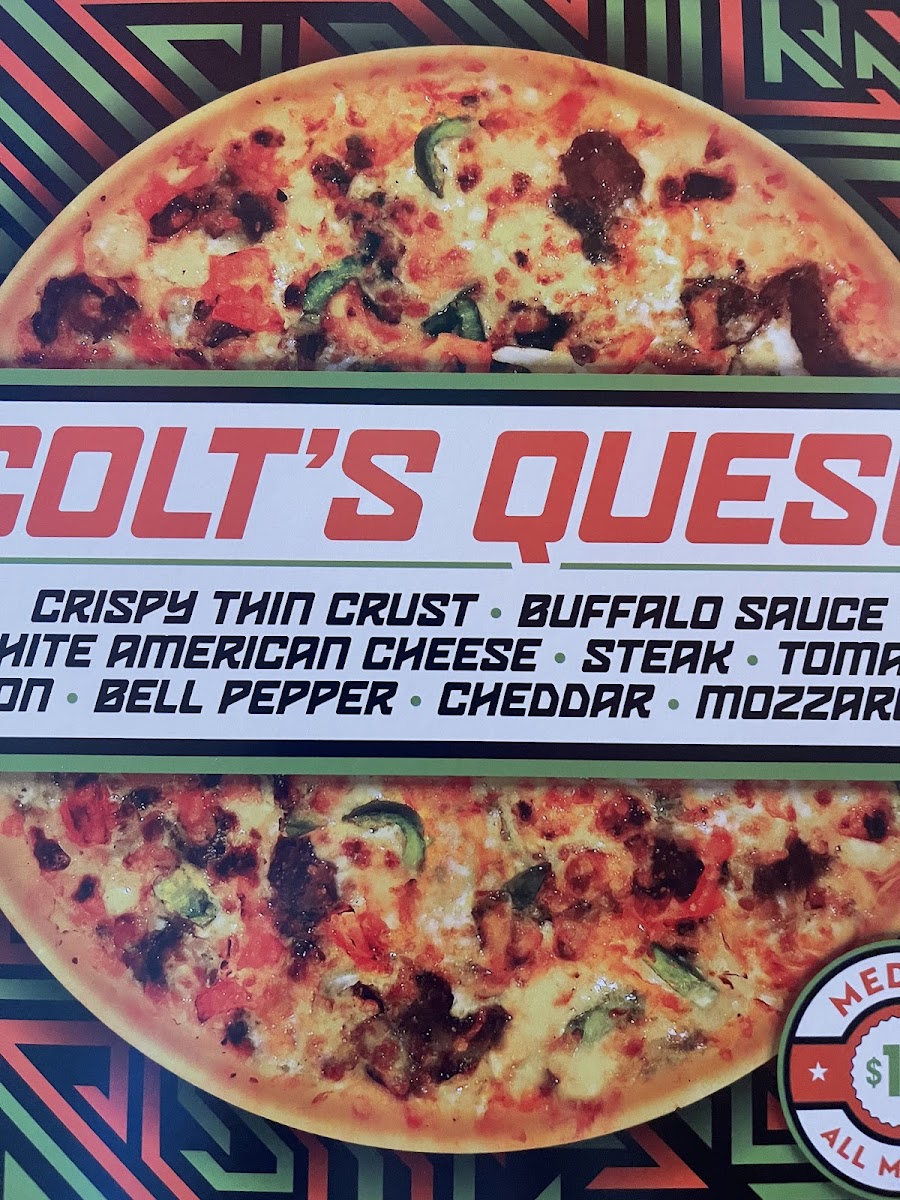 COLT'S QUES
CRISPY THIN CRUST • BUFFALO SAUCE
HITE AMERICAN CHEESE • STEAK • TOMA
ON • BELL PEPPER • CHEDDAR • MOZZAR
MED
$1
ALL M